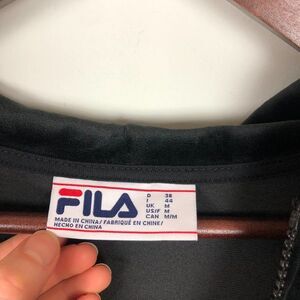 FILA
D 38
I 44
UK M
US/F M
CAN M/M
MADE IN CHINA/ FABRIQUÉ EN CHINE/
HECHO EN CHINA